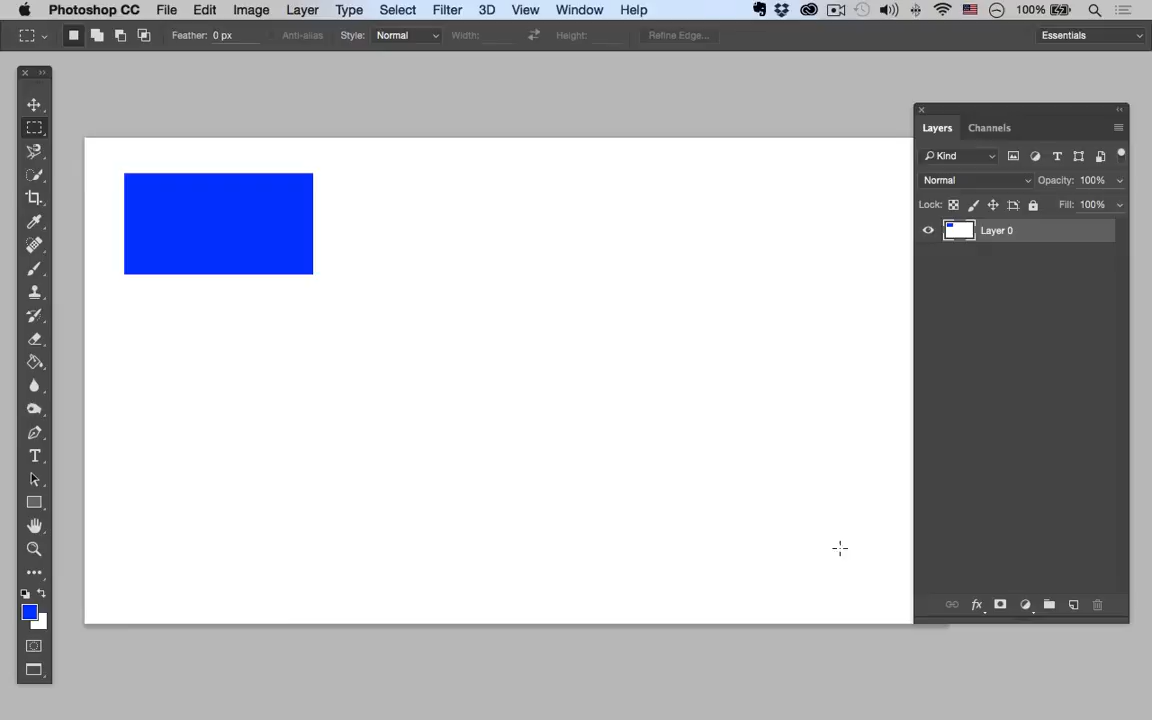 Photoshop CC File Edit Image Layer Type Select Filter 3D View Window Help 100%
Feather: 0 px Anti-alias Style: Normal Width: Height: Refine Edge... Essentials
Layers Channels
Kind
Normal Opacity: 100%
Lock: Fill: 100%
Layer 0